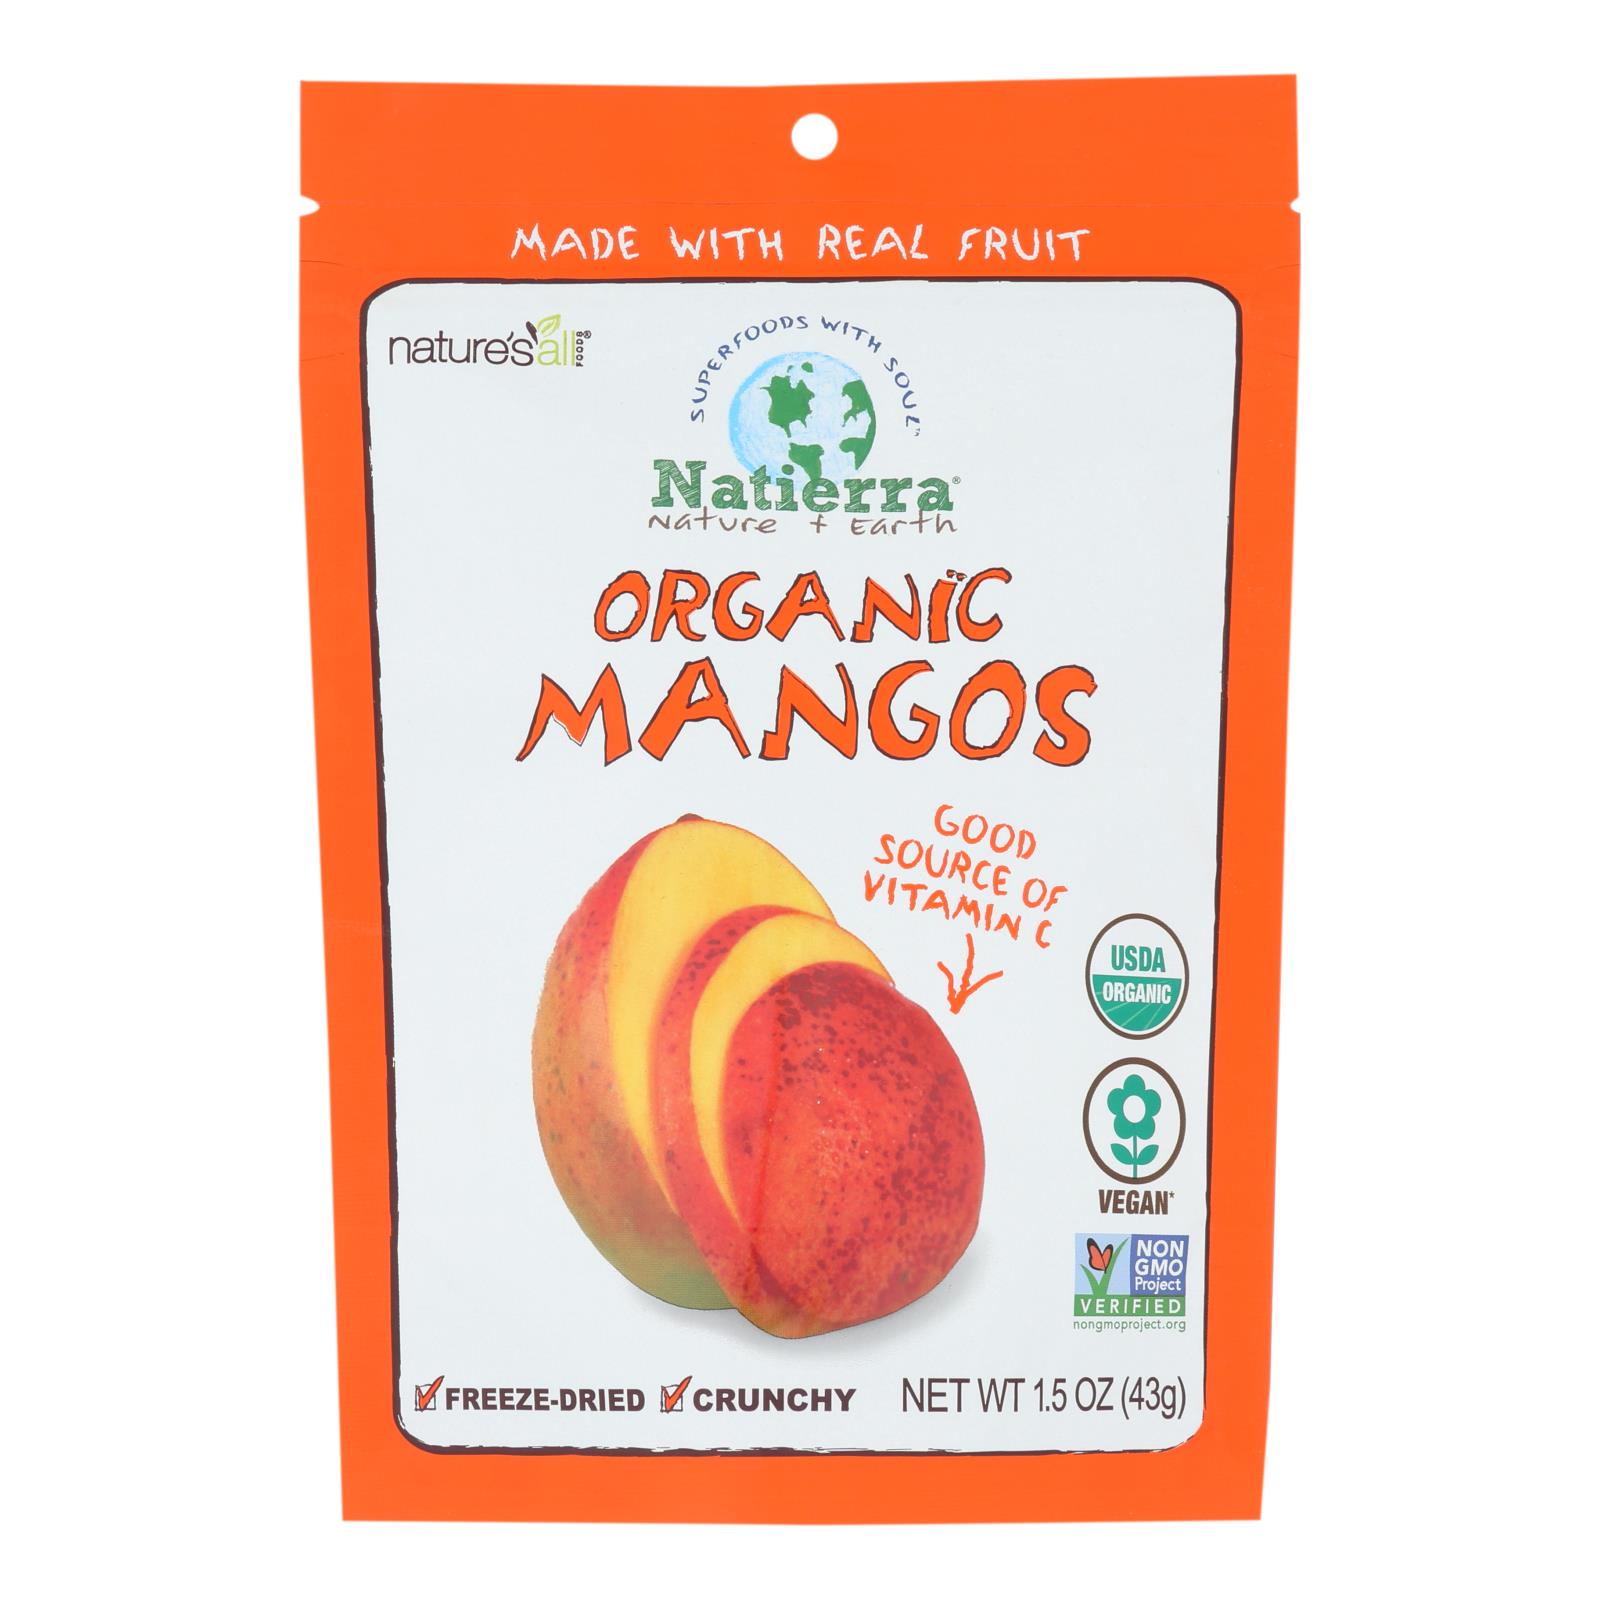 MADE WITH REAL FRUIT
nature's all FOODS®
SUPERFOODS WITH SOUL™
Natierra®
Nature + Earth
ORGANIC
MANGOS
GOOD
SOURCE OF
VITAMIN C
USDA
ORGANIC
VEGAN*
NON
GMO
Project
VERIFIED
nongmoproject.org
FREEZE-DRIED CRUNCHY NET WT 1.5 OZ (43g)